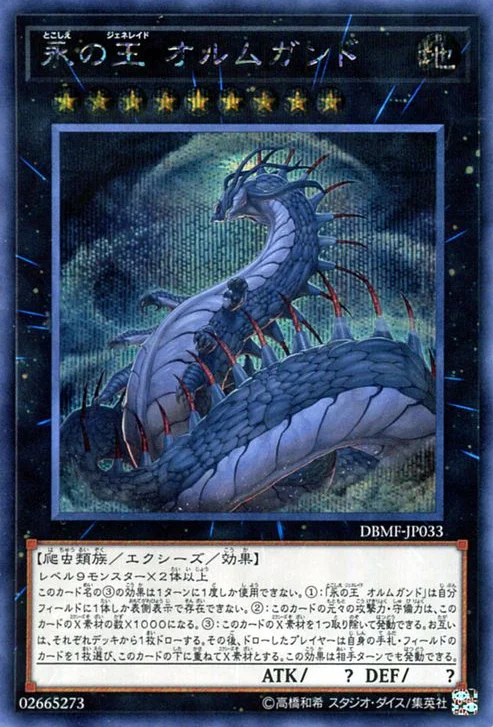 とこしえ ジェネレイド
永の王 オルムガンド
地
DBMF-JP033
【爬虫類族/エクシーズ/効果】
レベル9モンスター×2体以上
このカード名の③の効果は1ターンに1度しか使用できない。①:「永の王 オルムガンド」は自分
フィールドに1体しか表側表示で存在できない。②:このカードの元々の攻撃力・守備力は、この
カードのX素材の数×1000になる。③:このカードのX素材を1つ取り除いて発動できる。お互い
は、それぞれデッキから1枚ドローする。その後、ドローしたプレイヤーは自身の手札・フィールドの
カードを1枚選び、このカードの下に重ねてX素材とする。この効果は相手ターンでも発動できる。
ATK/ ? DEF/ ?
02665273
©高橋和希 スタジオ・ダイス/集英社